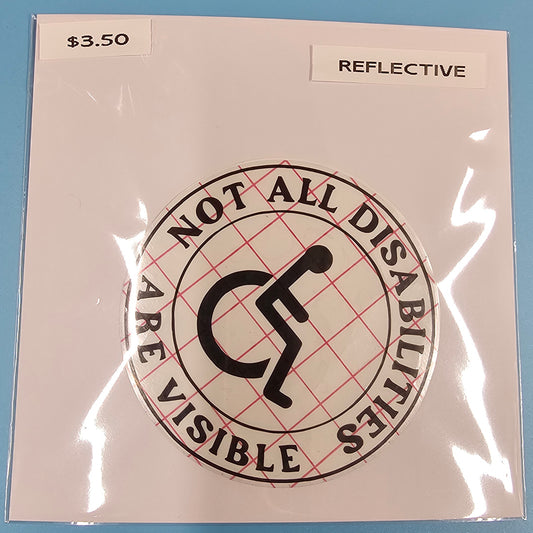 $3.50
REFLECTIVE
NOT ALL DISABILITIES
ARE VISIBLE